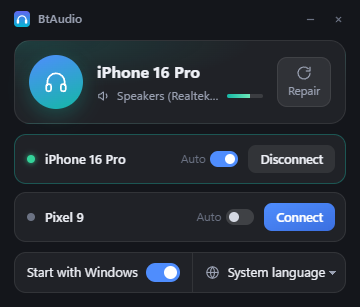 BtAudio
iPhone 16 Pro
Speakers (Realtek...
Repair
iPhone 16 Pro
Auto
Disconnect
Pixel 9
Auto
Connect
Start with Windows
System language